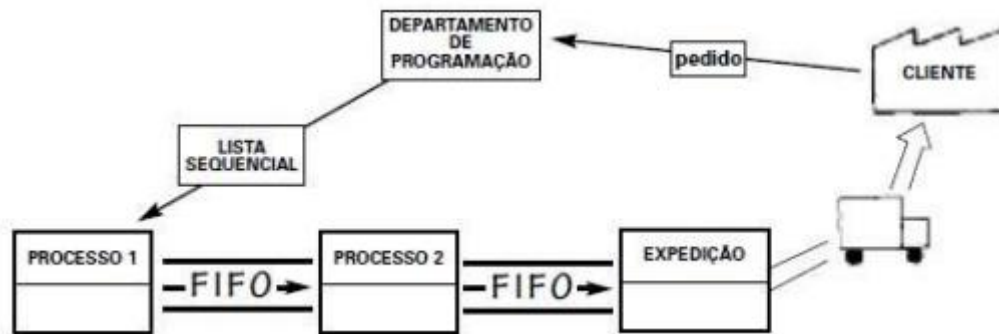 DEPARTAMENTO
DE
PROGRAMAÇÃO
pedido
CLIENTE
LISTA
SEQUENCIAL
PROCESSO 1
FIFO
PROCESSO 2
FIFO
EXPEDIÇÃO